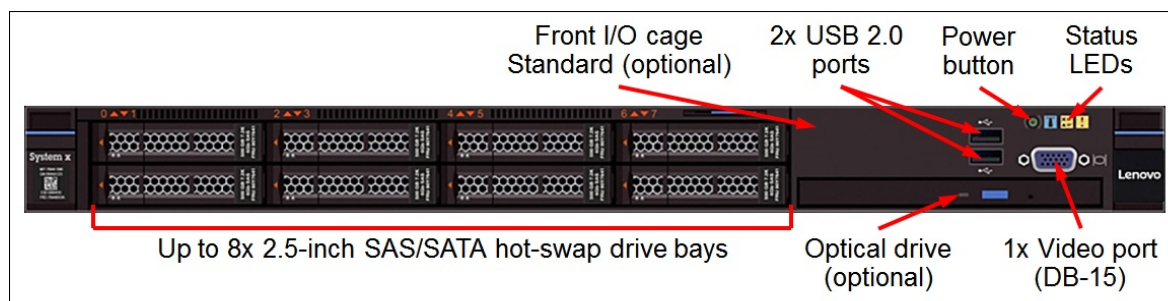 Front I/O cage
Standard (optional)
2x USB 2.0
ports
Power
button
Status
LEDs
0 1 2 3 4 5 6 7
System x
Lenovo
Up to 8x 2.5-inch SAS/SATA hot-swap drive bays
Optical drive
(optional)
1x Video port
(DB-15)